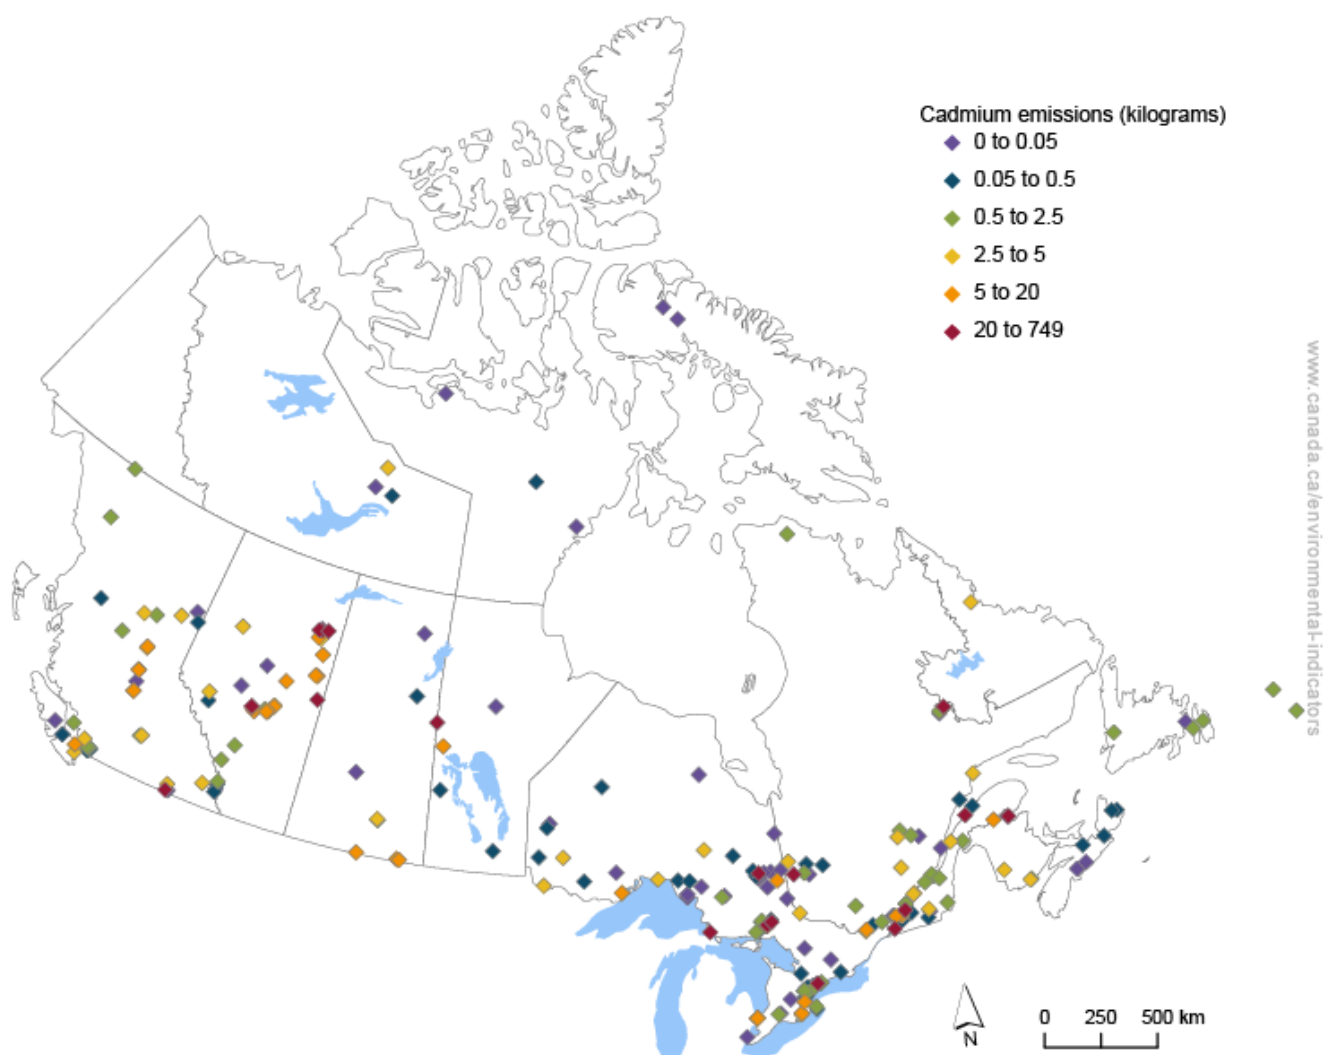 Cadmium emissions (kilograms)
0 to 0.05
0.05 to 0.5
0.5 to 2.5
2.5 to 5
5 to 20
20 to 749
www.canada.ca/environmental-indicators
N
0 250 500 km